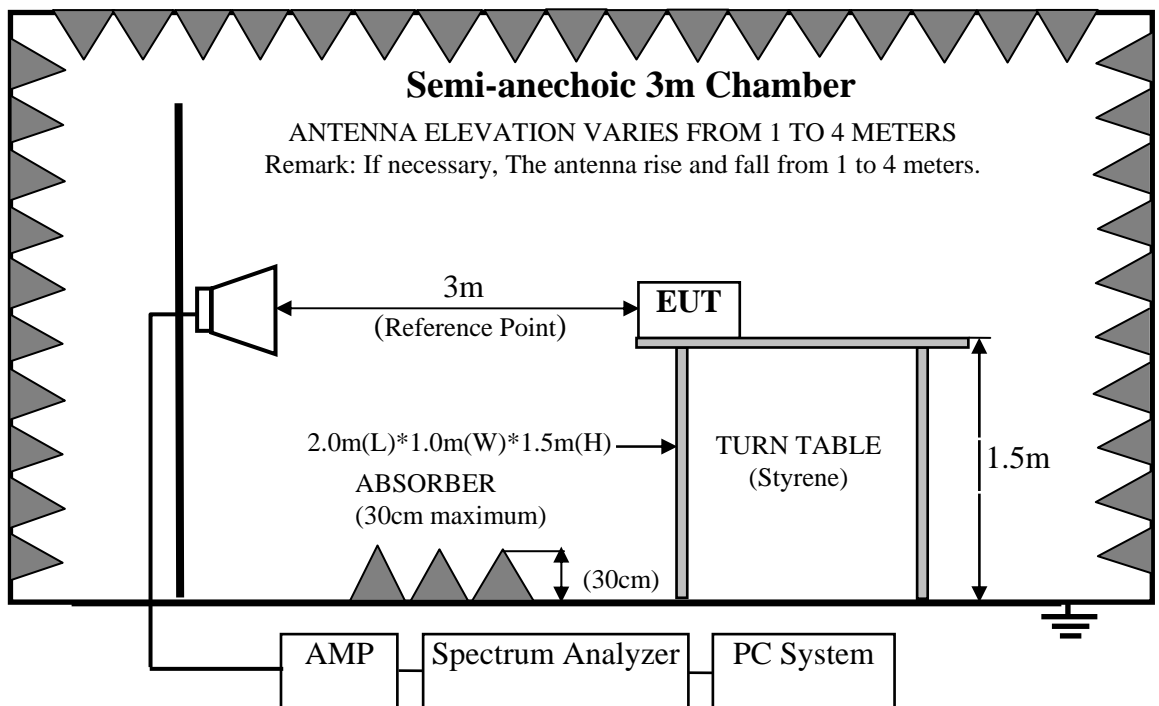 Semi-anechoic 3m Chamber
ANTENNA ELEVATION VARIES FROM 1 TO 4 METERS
Remark: If necessary, The antenna rise and fall from 1 to 4 meters.
3m
(Reference Point)
EUT
2.0m(L)*1.0m(W)*1.5m(H)
TURN TABLE
(Styrene)
1.5m
ABSORBER
(30cm maximum)
(30cm)
AMP
Spectrum Analyzer
PC System